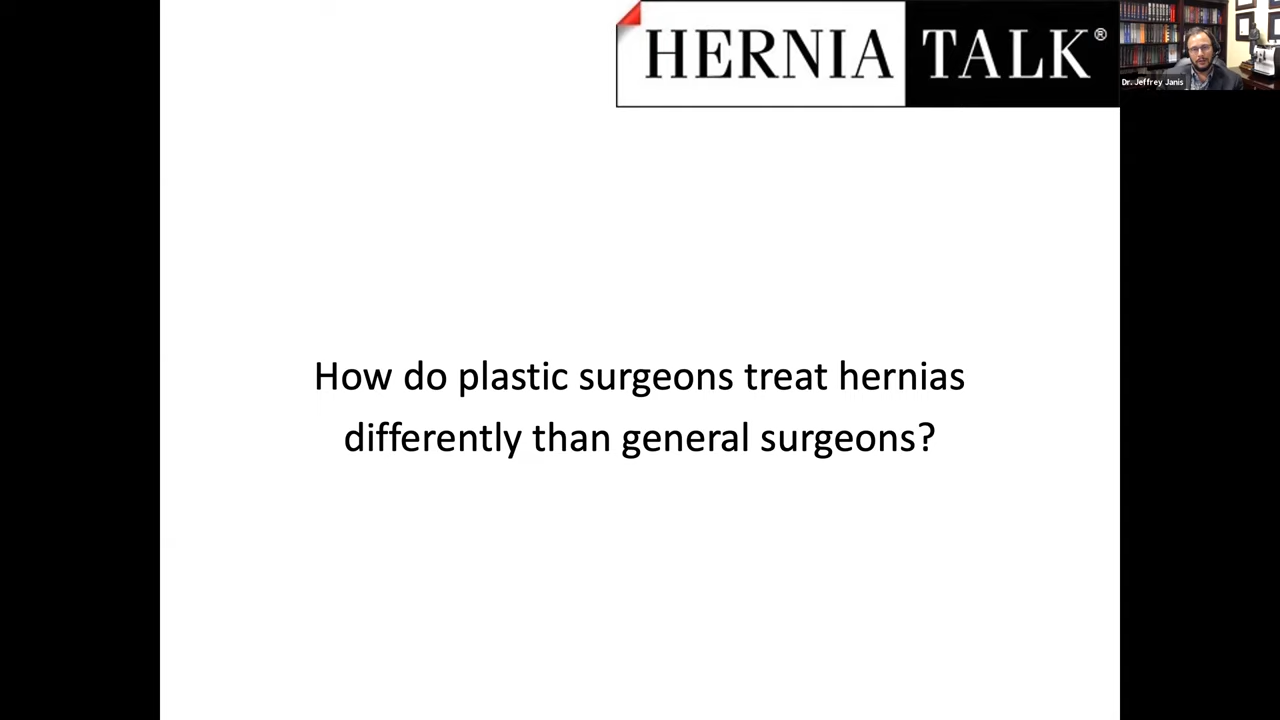 HERNIA TALK®
Dr. Jeffrey Janis
How do plastic surgeons treat hernias
differently than general surgeons?